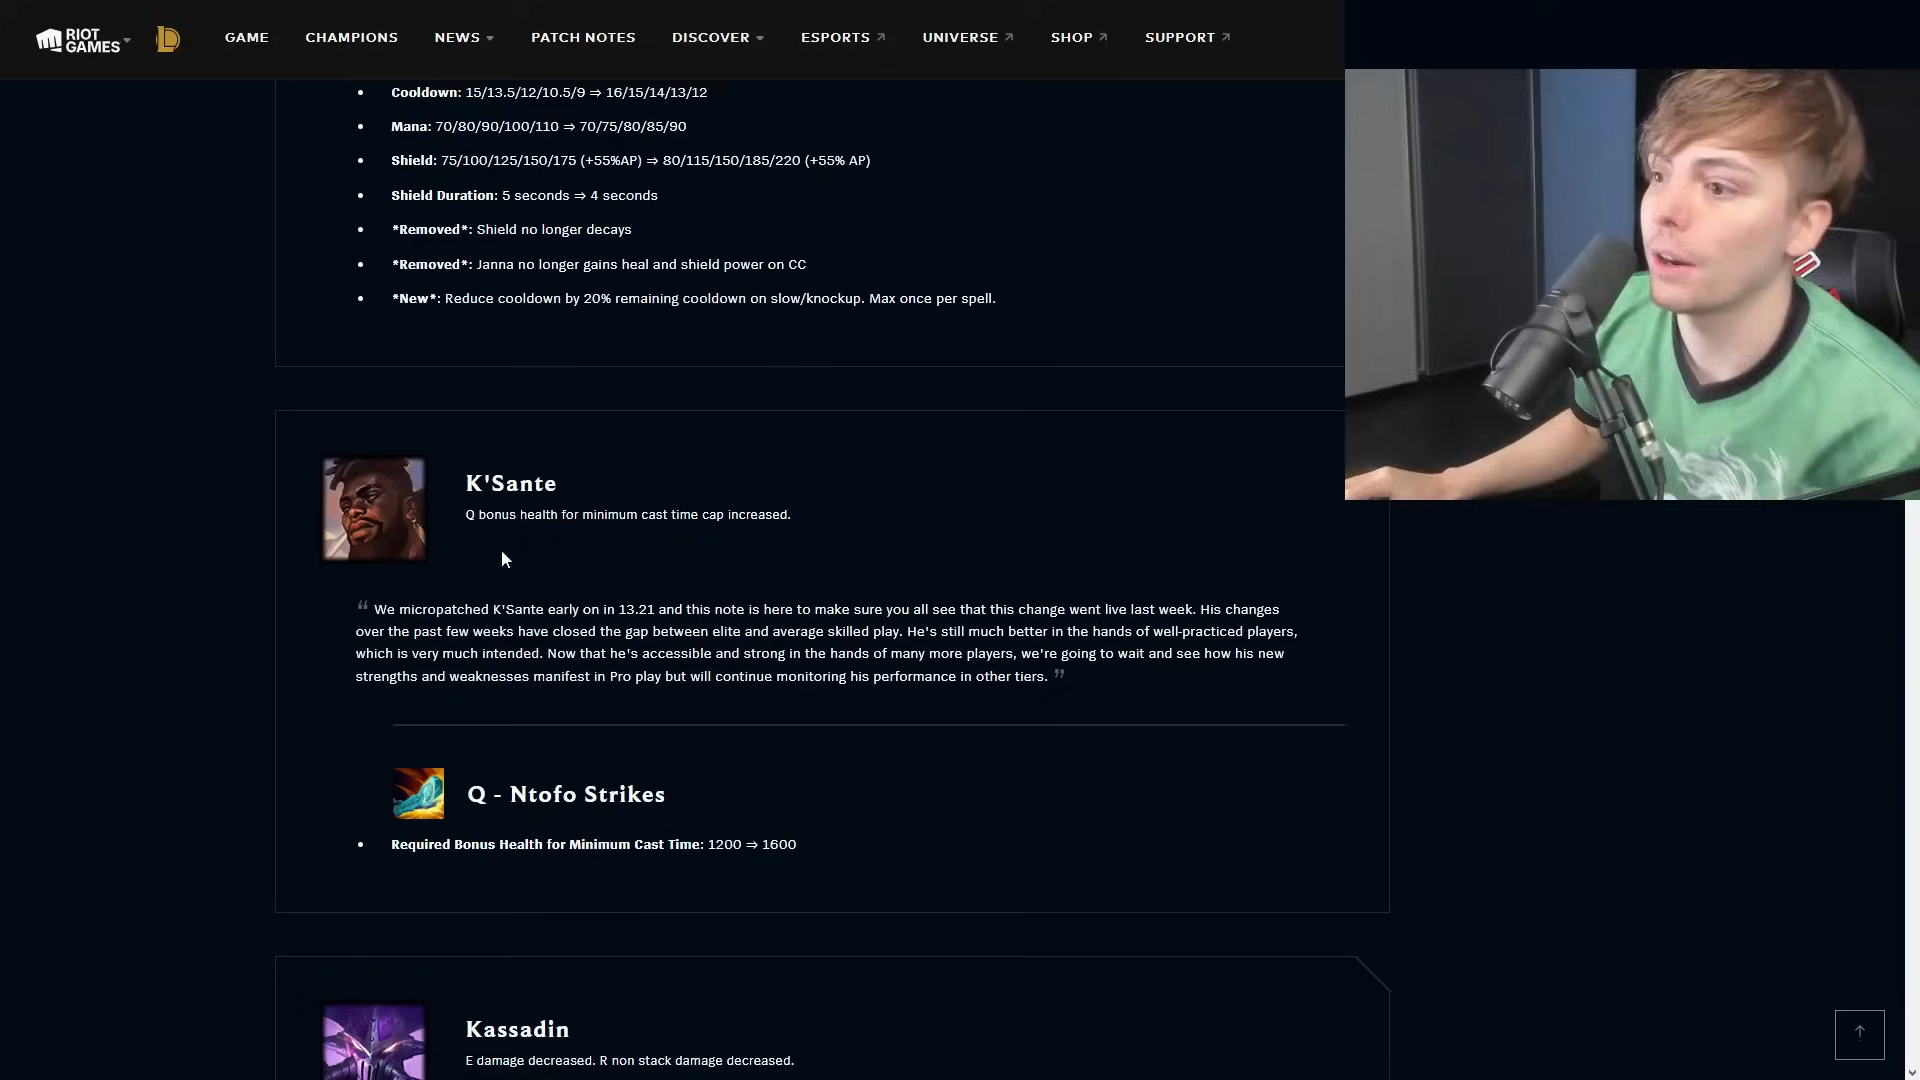 RIOT
GAMES
GAME CHAMPIONS NEWS PATCH NOTES DISCOVER ESPORTS UNIVERSE SHOP SUPPORT
• Cooldown: 15/13.5/12/10.5/9 ⇒ 16/15/14/13/12
• Mana: 70/80/90/100/110 ⇒ 70/75/80/85/90
• Shield: 75/100/125/150/175 (+55%AP) ⇒ 80/115/150/185/220 (+55% AP)
• Shield Duration: 5 seconds ⇒ 4 seconds
• *Removed*: Shield no longer decays
• *Removed*: Janna no longer gains heal and shield power on CC
• *New*: Reduce cooldown by 20% remaining cooldown on slow/knockup. Max once per spell.
K'Sante
Q bonus health for minimum cast time cap increased.
“ We micropatched K'Sante early on in 13.21 and this note is here to make sure you all see that this change went live last week. His changes
over the past few weeks have closed the gap between elite and average skilled play. He's still much better in the hands of well-practiced players,
which is very much intended. Now that he's accessible and strong in the hands of many more players, we're going to wait and see how his new
strengths and weaknesses manifest in Pro play but will continue monitoring his performance in other tiers. ”
Q - Ntofo Strikes
• Required Bonus Health for Minimum Cast Time: 1200 ⇒ 1600
Kassadin
E damage decreased. R non stack damage decreased.